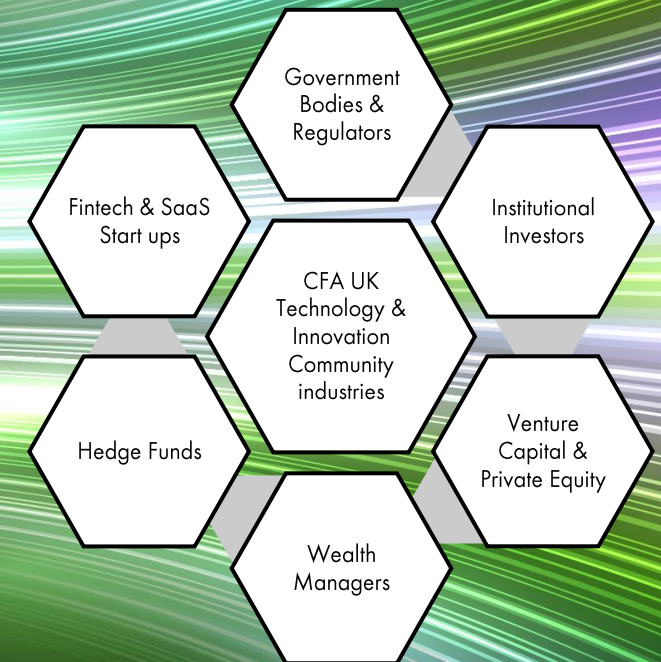 Government
Bodies &
Regulators
Fintech & SaaS
Start ups
Institutional
Investors
CFA UK
Technology &
Innovation
Community
industries
Hedge Funds
Venture
Capital &
Private Equity
Wealth
Managers